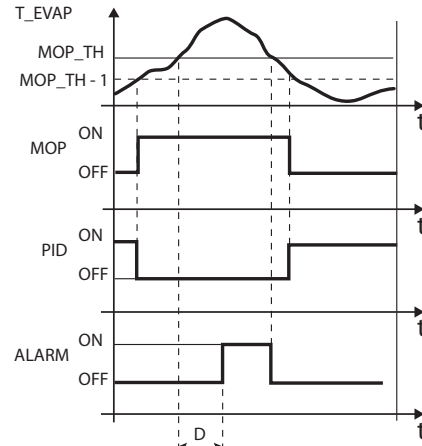 T_EVAP
MOP_TH
MOP_TH - 1
t
ON
MOP
OFF
t
ON
PID
OFF
t
ON
ALARM
OFF
t
D